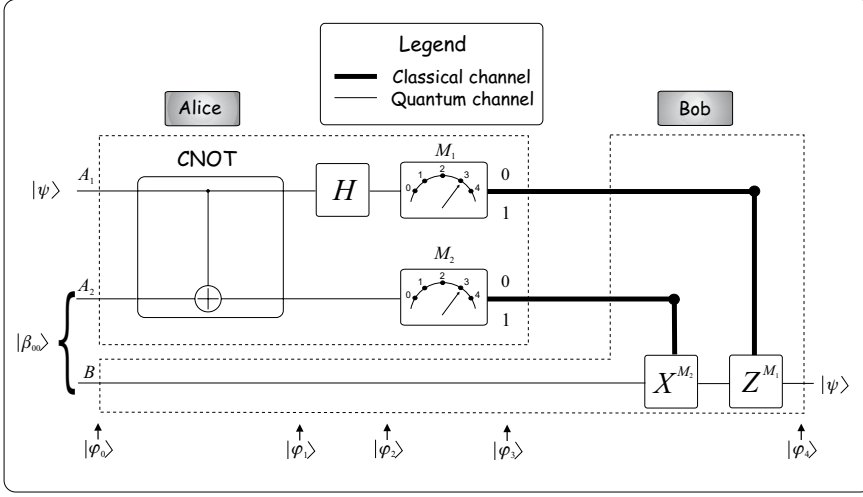 Legend
Classical channel
Quantum channel
Alice
Bob
CNOT
M₁
A₁
|ψ⟩
H
0 1 2 3 4
0
1
M₂
A₂
0 1 2 3 4
0
1
|β₀₀⟩
B
X^{M₂}
Z^{M₁}
|ψ⟩
|φ₀⟩
|φ₁⟩
|φ₂⟩
|φ₃⟩
|φ₄⟩